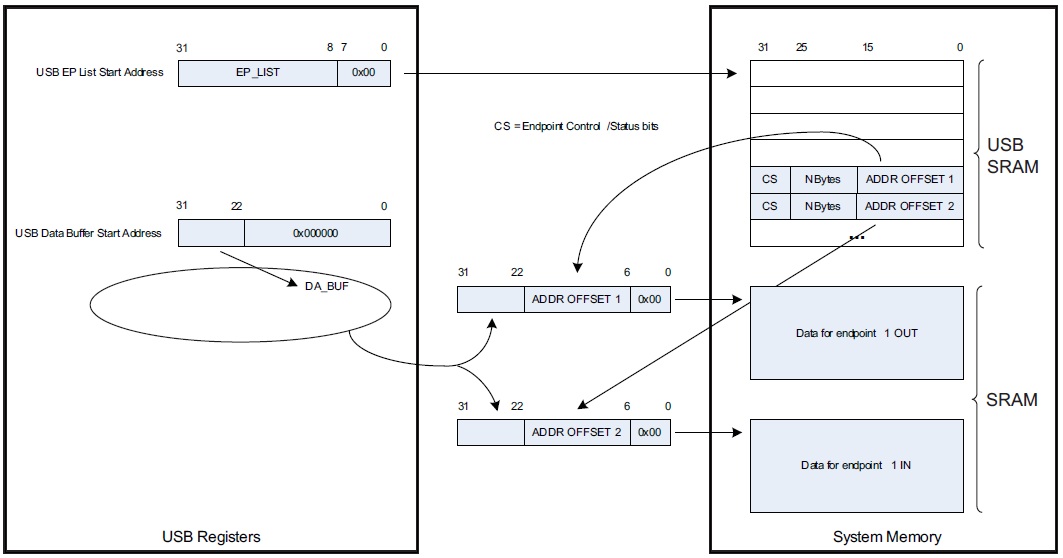 31 8 7 0
USB EP List Start Address EP_LIST 0x00
31 25 15 0
CS = Endpoint Control /Status bits
USB
SRAM
CS NBytes ADDR OFFSET 1
CS NBytes ADDR OFFSET 2
...
31 22 0
USB Data Buffer Start Address 0x000000
DA_BUF
31 22 6 0
ADDR OFFSET 1 0x00
Data for endpoint 1 OUT
SRAM
31 22 6 0
ADDR OFFSET 2 0x00
Data for endpoint 1 IN
USB Registers
System Memory